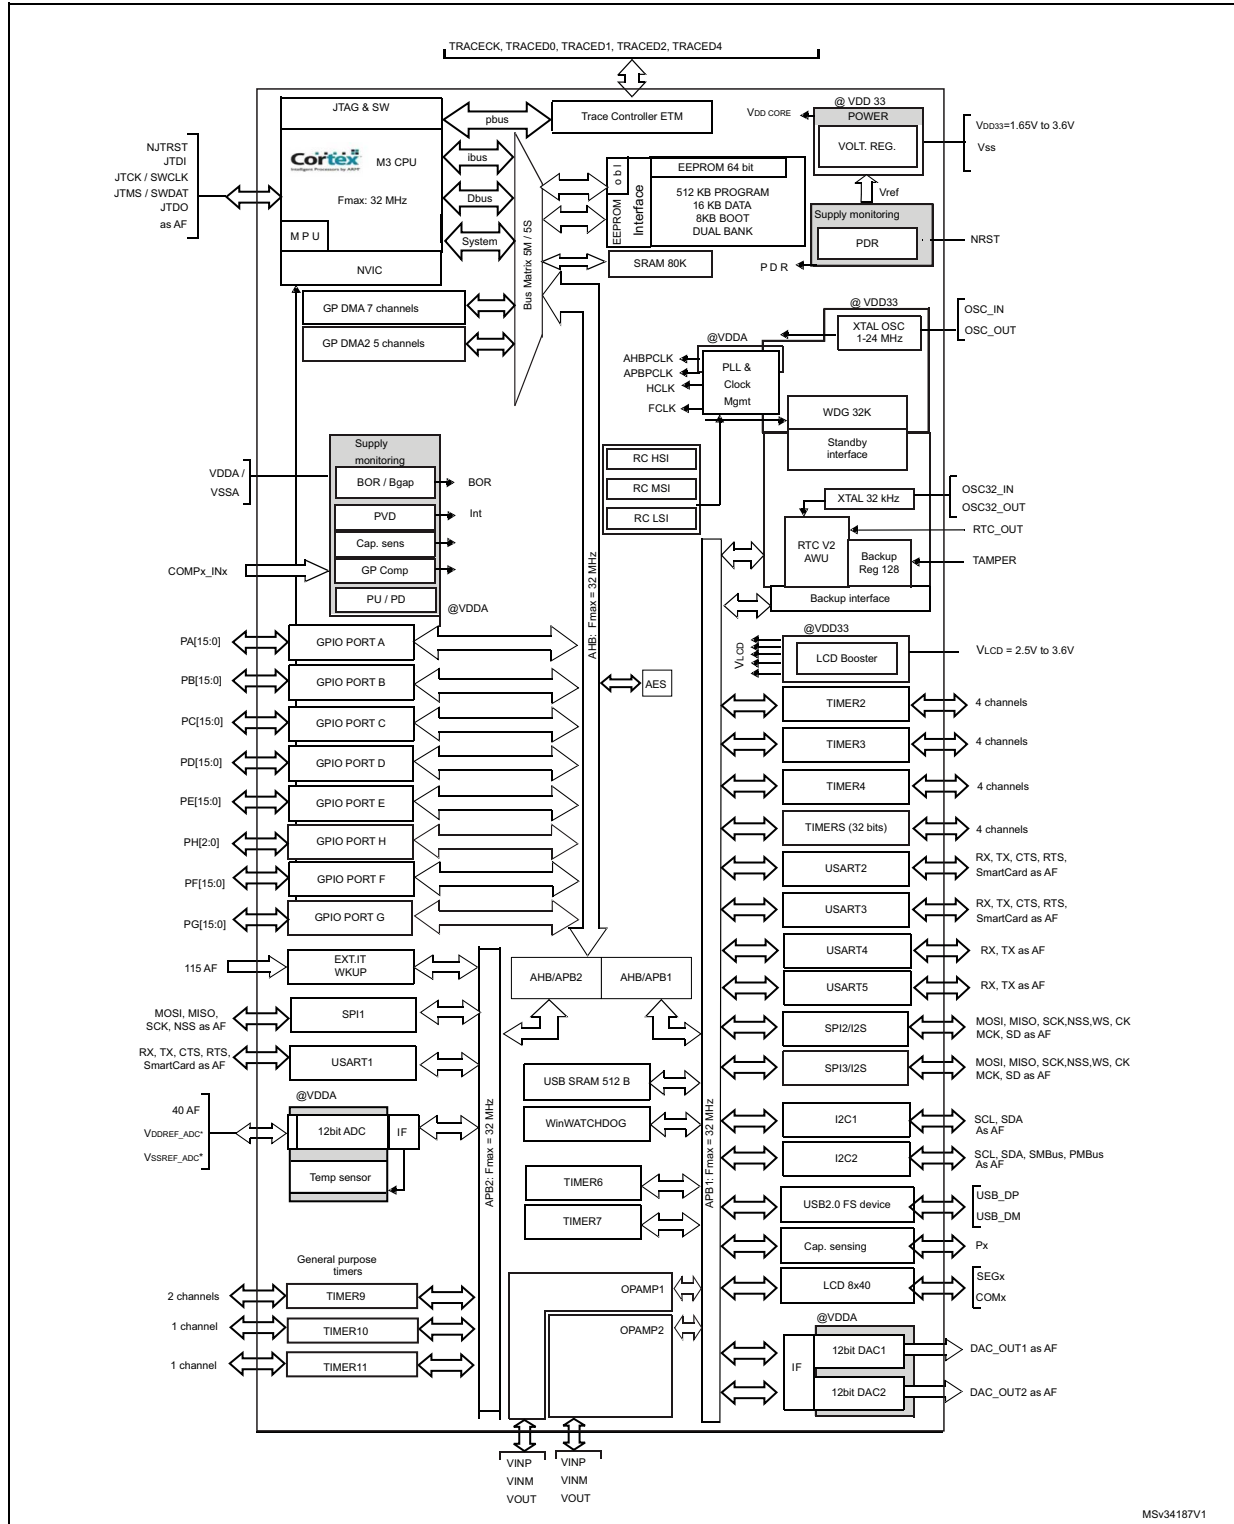 TRACECK, TRACED0, TRACED1, TRACED2, TRACED4
JTAG & SW
pbus
Trace Controller ETM
NJTRST
JTDI
JTCK / SWCLK
JTMS / SWDAT
JTDO
as AF
Cortex
Intelligent Processors by ARM®
M3 CPU
Fmax: 32 MHz
MPU
NVIC
ibus
Dbus
System
Bus Matrix 5M / 5S
EEPROM
obl
Interface
EEPROM 64 bit
512 KB PROGRAM
16 KB DATA
8KB BOOT
DUAL BANK
SRAM 80K
VDD CORE
@ VDD 33
POWER
VOLT. REG.
VDD33=1.65V to 3.6V
Vss
Vref
Supply monitoring
PDR
NRST
PDR
GP DMA 7 channels
GP DMA2 5 channels
@ VDD33
XTAL OSC
1-24 MHz
OSC_IN
OSC_OUT
@VDDA
AHBPCLK
APBPCLK
HCLK
FCLK
PLL &
Clock
Mgmt
WDG 32K
Standby
interface
RC HSI
RC MSI
RC LSI
XTAL 32 kHz
OSC32_IN
OSC32_OUT
RTC V2
AWU
Backup
Reg 128
RTC_OUT
TAMPER
Backup interface
VDDA /
VSSA
Supply
monitoring
BOR / Bgap
BOR
PVD
Int
Cap. sens
GP Comp
PU / PD
COMPx_INx
@VDDA
AHB: Fmax = 32 MHz
AES
@VDD33
VLCD
LCD Booster
VLCD = 2.5V to 3.6V
PA[15:0]
GPIO PORT A
PB[15:0]
GPIO PORT B
PC[15:0]
GPIO PORT C
PD[15:0]
GPIO PORT D
PE[15:0]
GPIO PORT E
PH[2:0]
GPIO PORT H
PF[15:0]
GPIO PORT F
PG[15:0]
GPIO PORT G
115 AF
EXT.IT
WKUP
MOSI, MISO,
SCK, NSS as AF
SPI1
RX, TX, CTS, RTS,
SmartCard as AF
USART1
@VDDA
40 AF
VDDREF_ADC*
VSSREF_ADC*
12bit ADC
IF
Temp sensor
General purpose
timers
2 channels
TIMER9
1 channel
TIMER10
1 channel
TIMER11
APB2: Fmax = 32 MHz
AHB/APB2
AHB/APB1
USB SRAM 512 B
WinWATCHDOG
TIMER6
TIMER7
OPAMP1
OPAMP2
VINP
VINM
VOUT
VINP
VINM
VOUT
APB1: Fmax = 32 MHz
TIMER2
4 channels
TIMER3
4 channels
TIMER4
4 channels
TIMERS (32 bits)
4 channels
USART2
RX, TX, CTS, RTS,
SmartCard as AF
USART3
RX, TX, CTS, RTS,
SmartCard as AF
USART4
RX, TX as AF
USART5
RX, TX as AF
SPI2/I2S
MOSI, MISO, SCK,NSS,WS, CK
MCK, SD as AF
SPI3/I2S
MOSI, MISO, SCK,NSS,WS, CK
MCK, SD as AF
I2C1
SCL, SDA
As AF
I2C2
SCL, SDA, SMBus, PMBus
As AF
USB2.0 FS device
USB_DP
USB_DM
Cap. sensing
Px
LCD 8x40
SEGx
COMx
@VDDA
IF
12bit DAC1
DAC_OUT1 as AF
12bit DAC2
DAC_OUT2 as AF
MSv34187V1